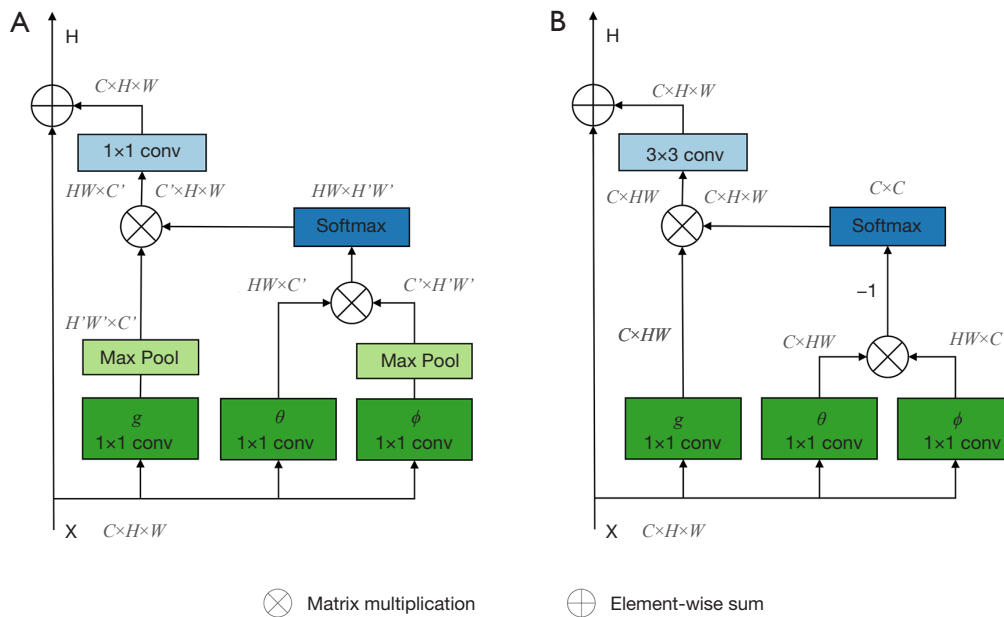 A
H
C×H×W
1×1 conv
HW×C’ C’×H×W
HW×H’W’
Softmax
HW×C’
C’×H’W’
H’W’×C’
Max Pool
Max Pool
g
1×1 conv
θ
1×1 conv
ϕ
1×1 conv
X
C×H×W
B
H
C×H×W
3×3 conv
C×HW C×H×W
C×C
Softmax
−1
C×HW
C×HW
HW×C
g
1×1 conv
θ
1×1 conv
ϕ
1×1 conv
X
C×H×W
Matrix multiplication
Element-wise sum